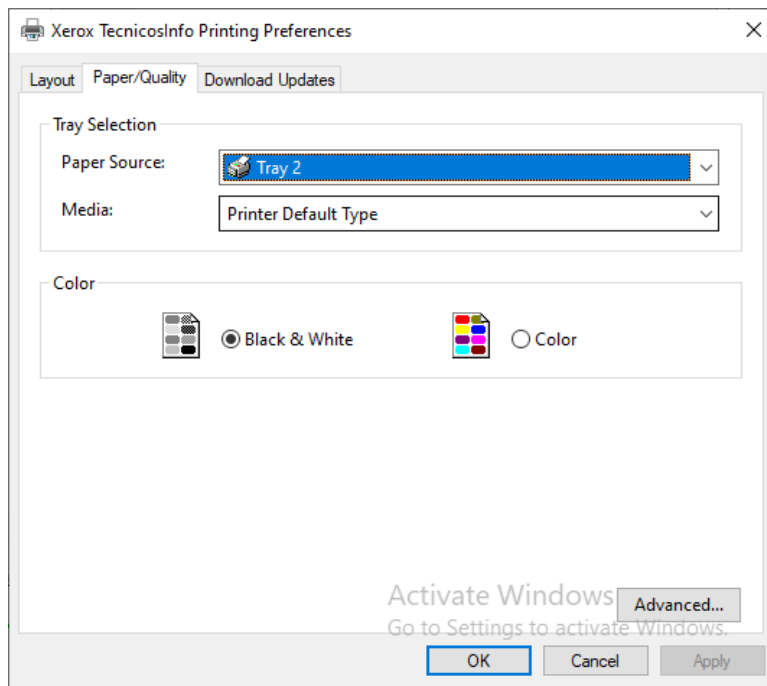 Xerox TecnicosInfo Printing Preferences
Layout Paper/Quality Download Updates
Tray Selection
Paper Source: Tray 2
Media: Printer Default Type
Color
Black & White Color
Activate Windows
Advanced...
Go to Settings to activate Windows.
OK Cancel Apply